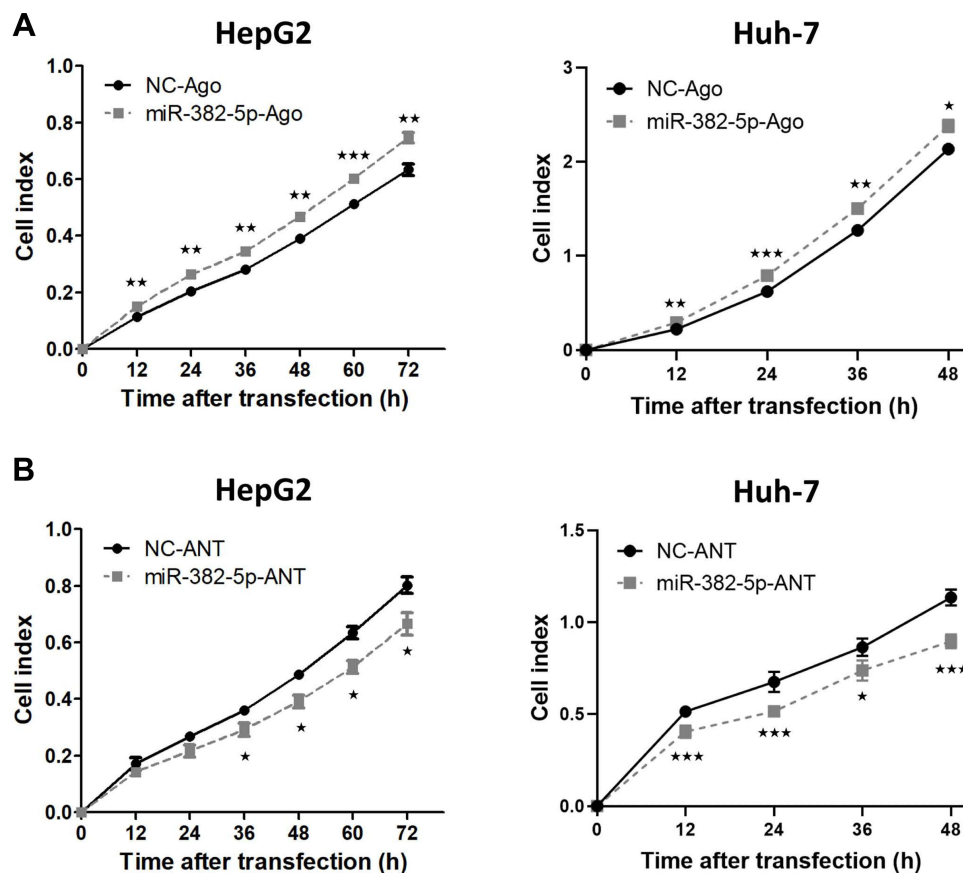 A
HepG2
Huh-7
NC-Ago
miR-382-5p-Ago
NC-Ago
miR-382-5p-Ago
Cell index
1.0
0.8
0.6
0.4
0.2
0.0
★★
★★
★★
★★
★★★
★★
0 12 24 36 48 60 72
Time after transfection (h)
Cell index
3
2
1
0
★★
★★★
★★
★
0 12 24 36 48
Time after transfection (h)
B
HepG2
Huh-7
NC-ANT
miR-382-5p-ANT
NC-ANT
miR-382-5p-ANT
Cell index
1.0
0.8
0.6
0.4
0.2
0.0
★
★
★
★
0 12 24 36 48 60 72
Time after transfection (h)
Cell index
1.5
1.0
0.5
0.0
★★★
★★★
★
★★★
0 12 24 36 48
Time after transfection (h)